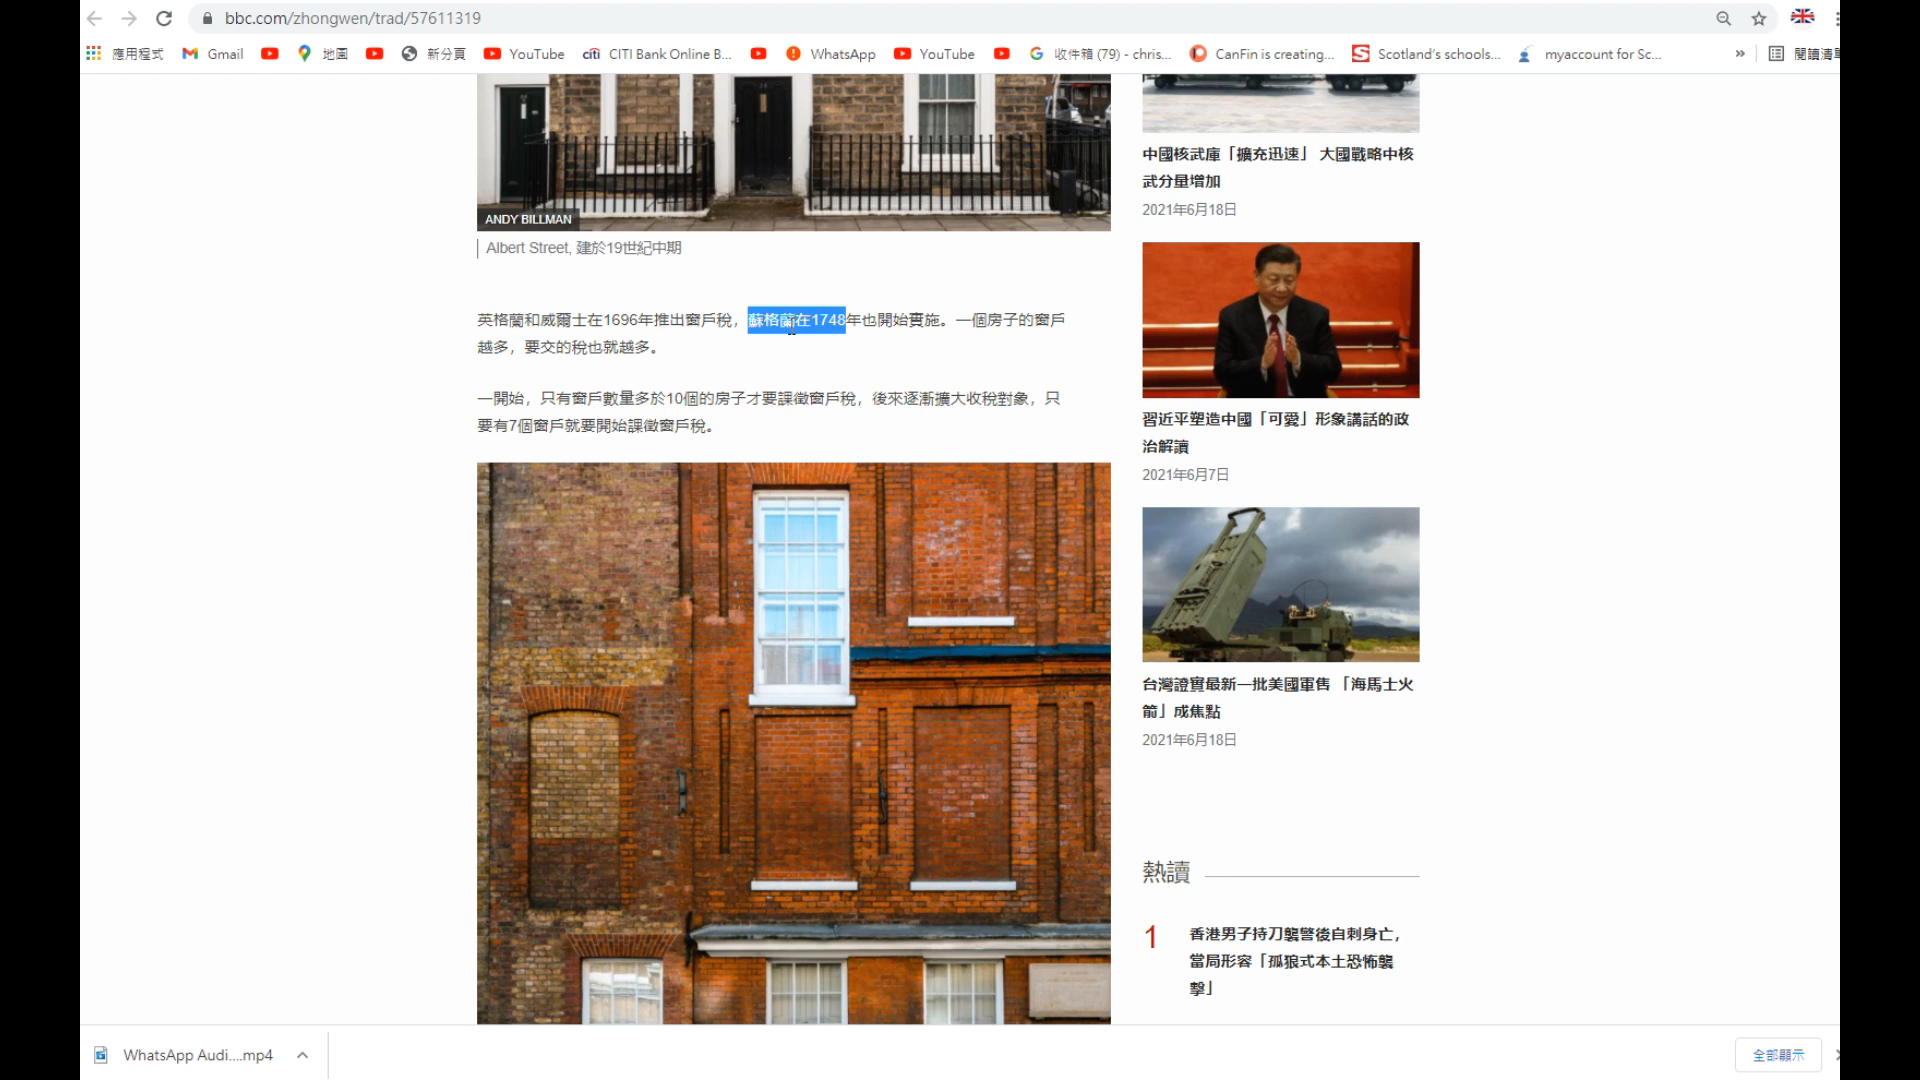 bbc.com/zhongwen/trad/57611319
應用程式
Gmail
地圖
新分頁
YouTube
citi
CITI Bank Online B...
WhatsApp
YouTube
收件箱 (79) - chris...
CanFin is creating...
Scotland's schools...
myaccount for Sc...
»
閱讀清單
ANDY BILLMAN
Albert Street, 建於19世紀中期
英格蘭和威爾士在1696年推出窗戶稅，蘇格蘭在1748年也開始實施。一個房子的窗戶
越多，要交的稅也就越多。
一開始，只有窗戶數量多於10個的房子才要課徵窗戶稅，後來逐漸擴大收稅對象，只
要有7個窗戶就要開始課徵窗戶稅。
中國核武庫「擴充迅速」 大國戰略中核
武分量增加
2021年6月18日
習近平塑造中國「可愛」形象講話的政
治解讀
2021年6月7日
台灣證實最新一批美國軍售 「海馬士火
箭」成焦點
2021年6月18日
熱讀
1
香港男子持刀襲警後自刺身亡，
當局形容「孤狼式本土恐怖襲
擊」
WhatsApp Audi....mp4
全部顯示